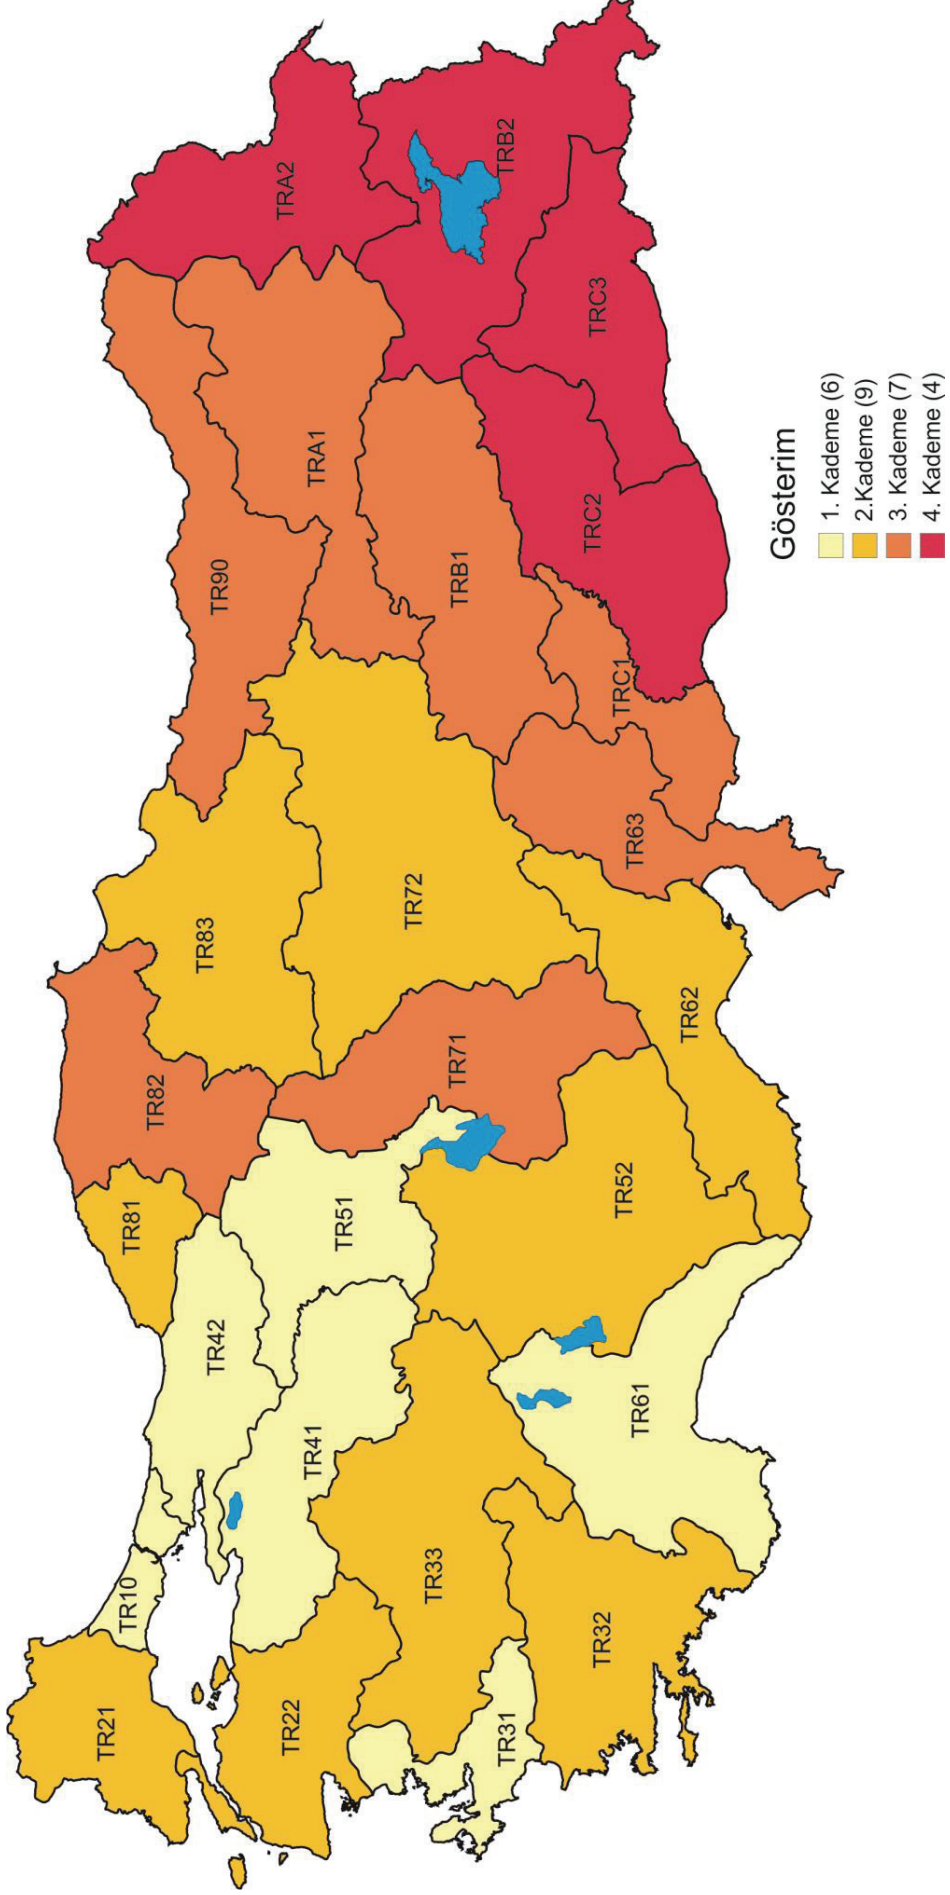 TR21
TR10
TR22
TR31
TR33
TR32
TR41
TR42
TR61
TR81
TR51
TR52
TR82
TR71
TR62
TR83
TR72
TR63
TR90
TRC1
TRB1
TRA1
TRC2
TRC3
TRA2
TRB2
Gösterim
1. Kademe (6)
2.Kademe (9)
3. Kademe (7)
4. Kademe (4)